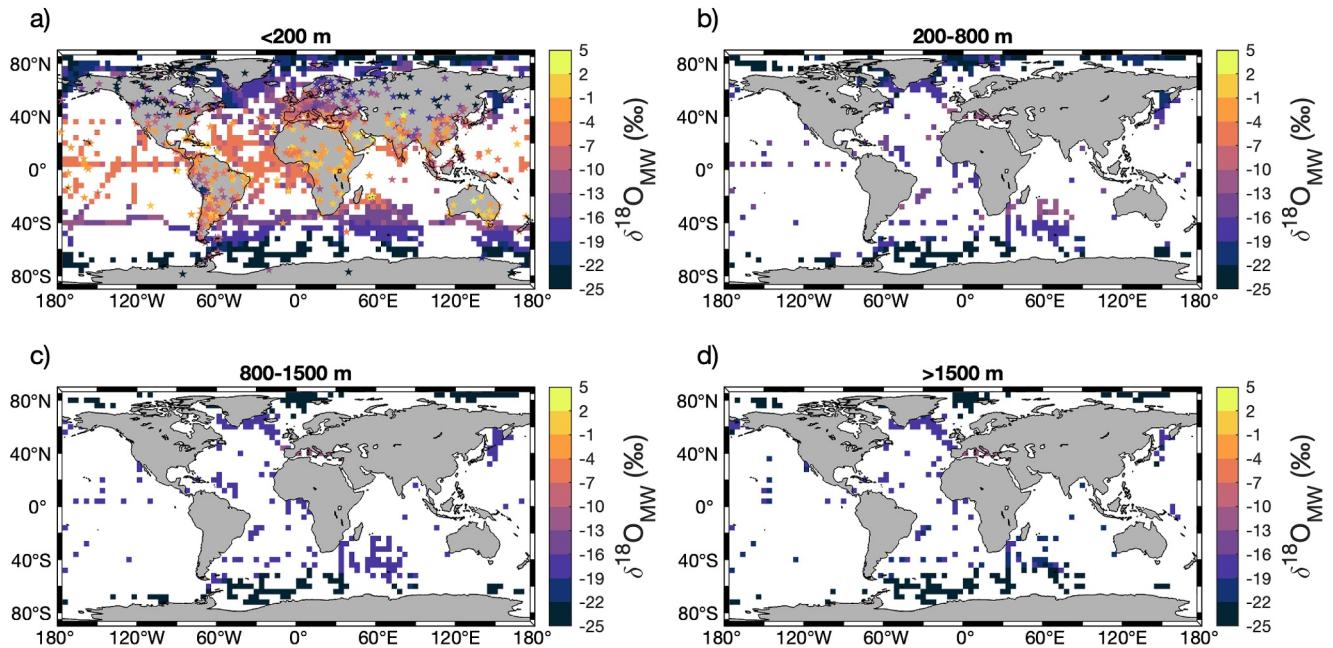 a)
<200 m
80°N
40°N
0°
40°S
80°S
180°
120°W
60°W
0°
60°E
120°E
180°
5
2
-1
-4
-7
-10
-13
-16
-19
-22
-25
δ18OMW (‰)
b)
200-800 m
80°N
40°N
0°
40°S
80°S
180°
120°W
60°W
0°
60°E
120°E
180°
5
2
-1
-4
-7
-10
-13
-16
-19
-22
-25
δ18OMW (‰)
c)
800-1500 m
80°N
40°N
0°
40°S
80°S
180°
120°W
60°W
0°
60°E
120°E
180°
5
2
-1
-4
-7
-10
-13
-16
-19
-22
-25
δ18OMW (‰)
d)
>1500 m
80°N
40°N
0°
40°S
80°S
180°
120°W
60°W
0°
60°E
120°E
180°
5
2
-1
-4
-7
-10
-13
-16
-19
-22
-25
δ18OMW (‰)